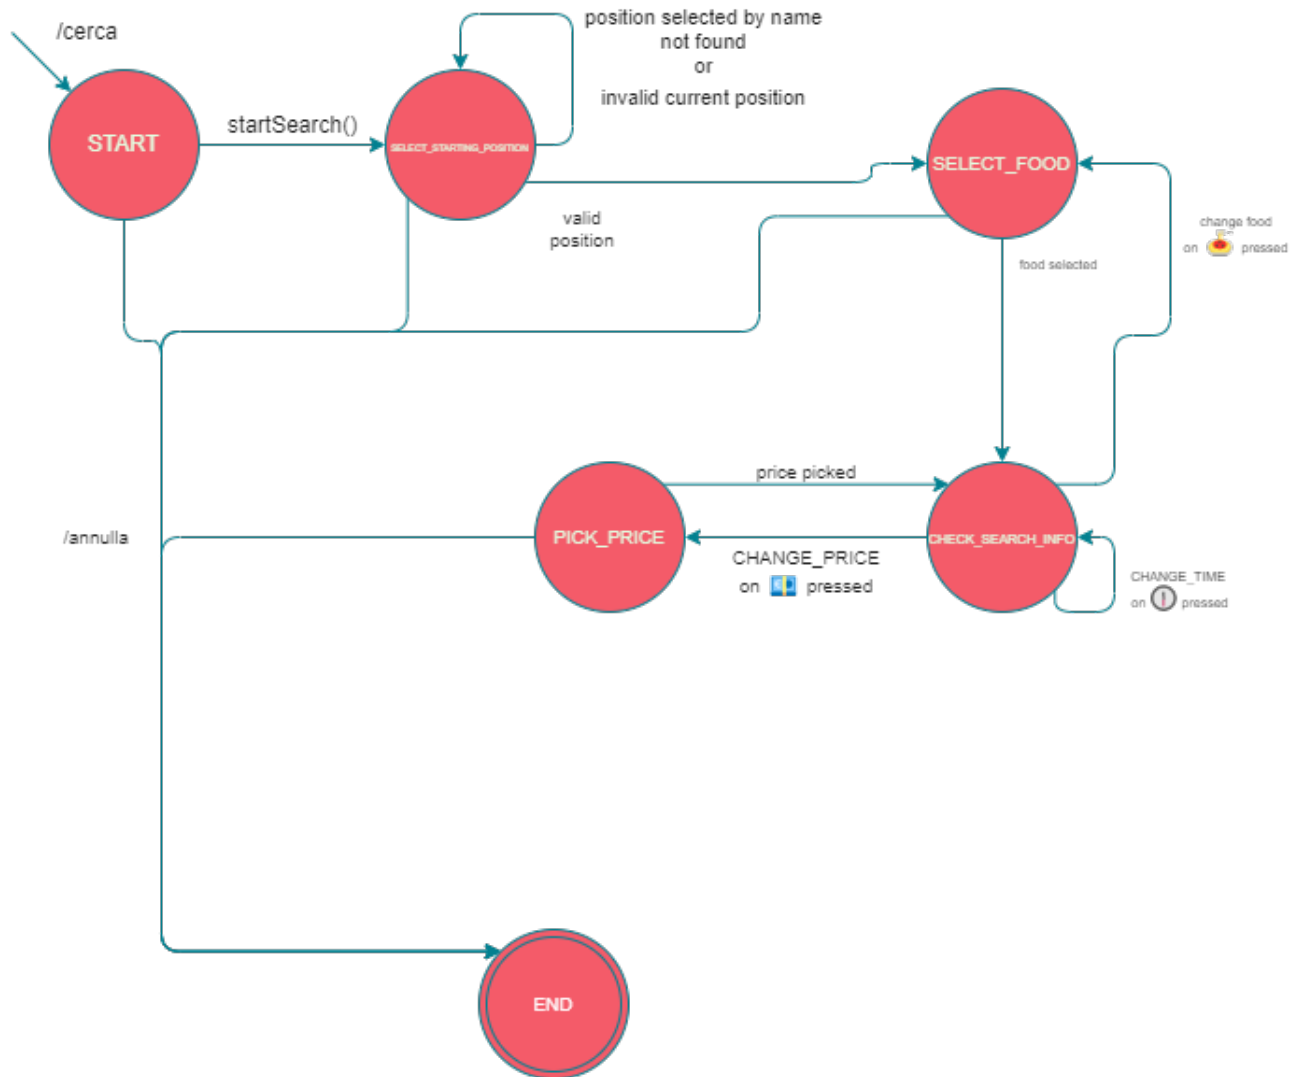 /cerca
position selected by name
not found
or
invalid current position
START
startSearch()
SELECT_STARTING_POSITION
SELECT_FOOD
valid
position
change food
on pressed
food selected
price picked
/annulla
PICK_PRICE
CHECK_SEARCH_INFO
CHANGE_PRICE
on pressed
CHANGE_TIME
on pressed
END